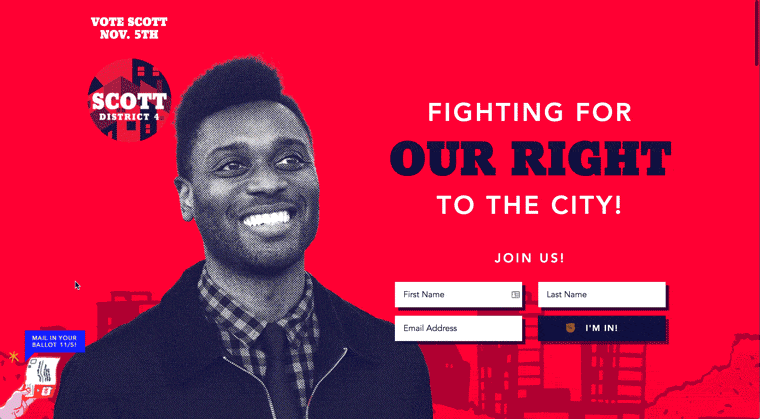 VOTE SCOTT
NOV. 5TH
SCOTT
DISTRICT 4
FIGHTING FOR
OUR RIGHT
TO THE CITY!
JOIN US!
First Name
Last Name
Email Address
I'M IN!
MAIL IN YOUR
BALLOT 11/5!